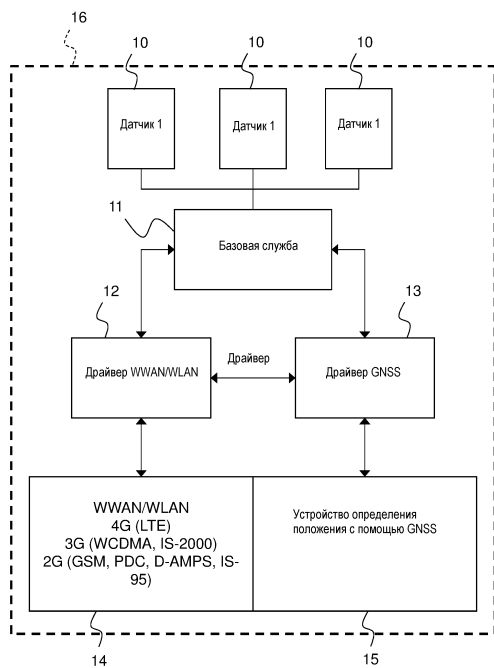 16
10
10
10
Датчик 1
Датчик 1
Датчик 1
11
Базовая служба
12
13
Драйвер WWAN/WLAN
Драйвер
Драйвер GNSS
WWAN/WLAN
4G (LTE)
3G (WCDMA, IS-2000)
2G (GSM, PDC, D-AMPS, IS-
95)
Устройство определения
положения с помощью GNSS
14
15